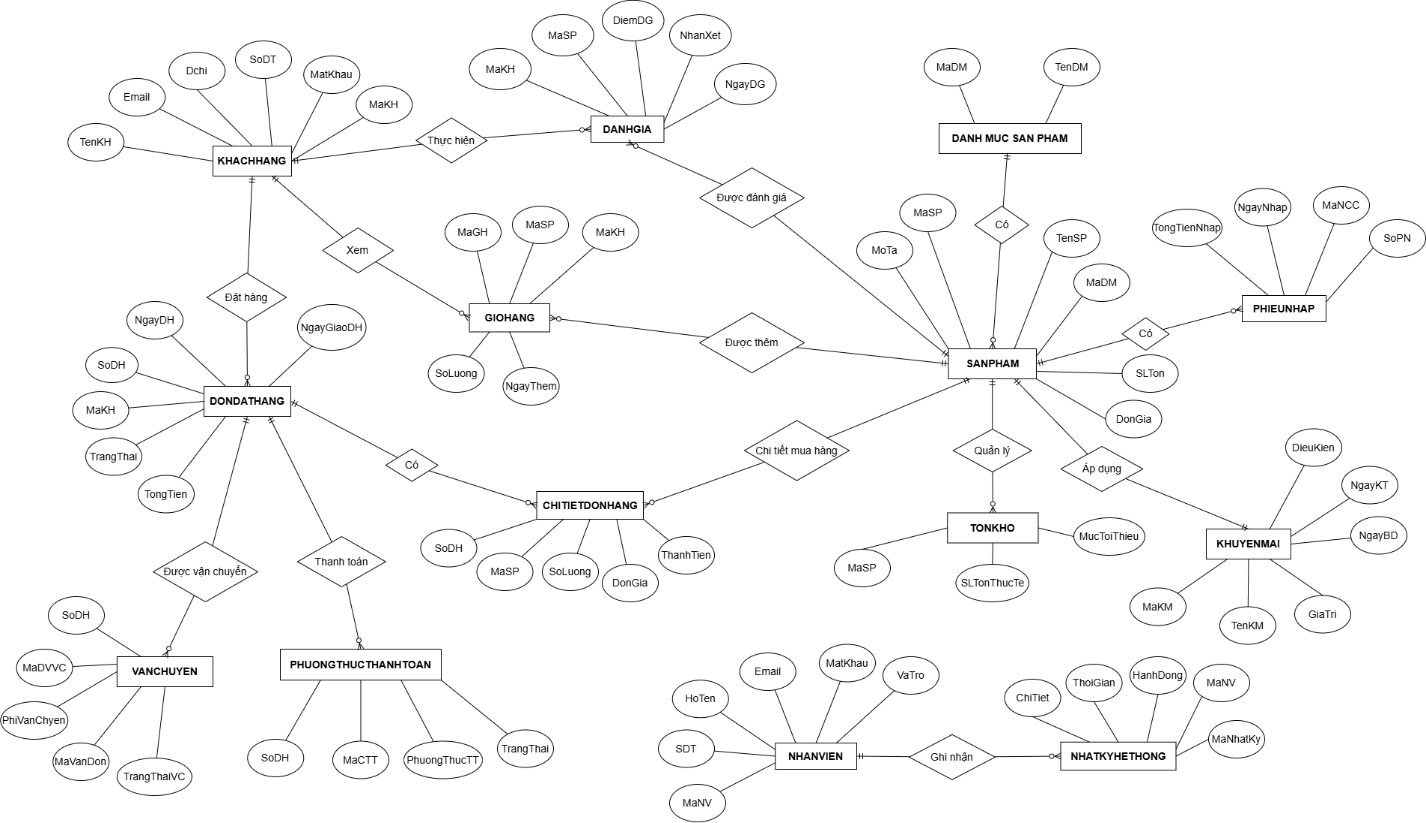 DiemDG
MaSP
NhanXet
SoDT
Dchi
MatKhau
MaKH
NgayDG
MaDM
TenDM
Email
MaKH
TenKH
Thực hiện
DANHGIA
DANH MUC SAN PHAM
KHACHHANG
Được đánh giá
MaSP
Có
NgayNhap
MaNCC
TongTienNhap
SoPN
MaGH
MaSP
MaKH
MoTa
TenSP
Xem
MaDM
Đặt hàng
NgayDH
NgayGiaoDH
GIOHANG
PHIEUNHAP
Được thêm
Có
SoDH
SANPHAM
SLTon
SoLuong
NgayThem
DONDATHANG
MaKH
DonGia
TrangThai
Chi tiết mua hàng
Quản lý
DieuKien
Có
Áp dụng
TongTien
NgayKT
CHITIETDONHANG
TONKHO
MucToiThieu
NgayBD
SoDH
ThanhTien
KHUYENMAI
Được vận chuyển
Thanh toán
MaSP
SoLuong
DonGia
MaSP
SLTonThucTe
MaKM
TenKM
GiaTri
SoDH
MaDVVC
VANCHUYEN
PHUONGTHUCTHANHTOAN
Email
MatKhau
VaTro
HoTen
ChiTiet
ThoiGian
HanhDong
MaNV
PhiVanChyen
SDT
NHANVIEN
Ghi nhận
NHATKYHETHONG
MaNhatKy
MaVanDon
TrangThaiVC
SoDH
MaCTT
PhuongThucTT
TrangThai
MaNV